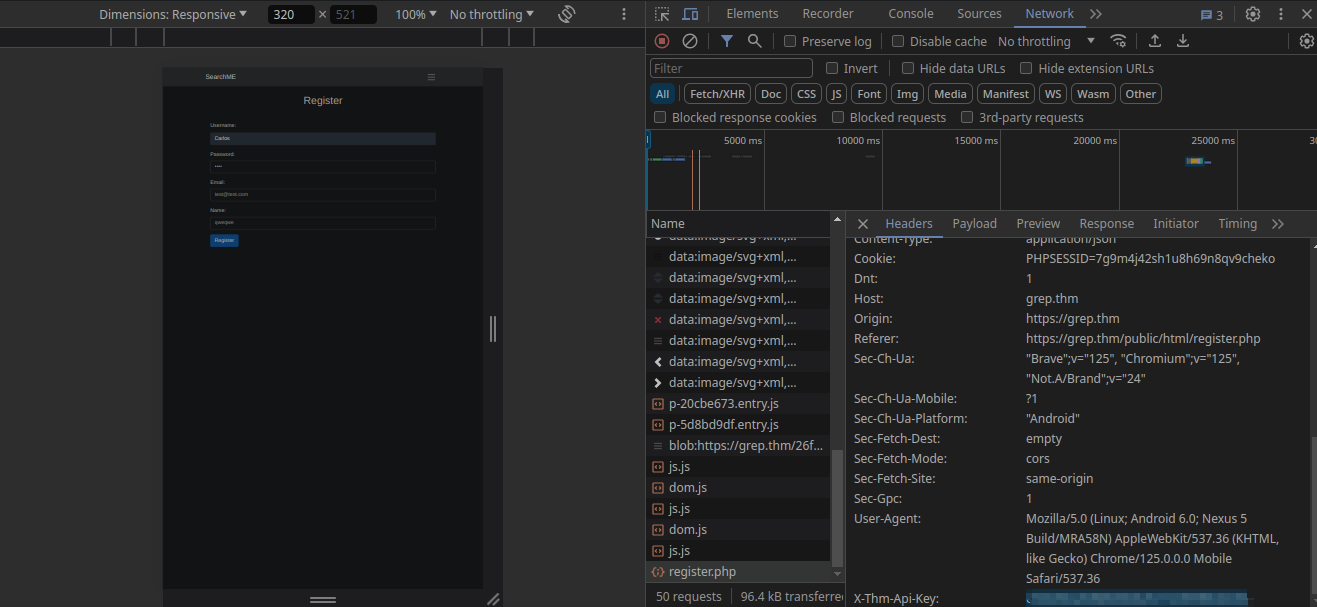 Dimensions: Responsive 320 × 521 100% No throttling
Elements Recorder Console Sources Network 3
Preserve log Disable cache No throttling
Filter Invert Hide data URLs Hide extension URLs
All Fetch/XHR Doc CSS JS Font Img Media Manifest WS Wasm Other
Blocked response cookies Blocked requests 3rd-party requests
5000 ms 10000 ms 15000 ms 20000 ms 25000 ms
SearchME
Register
Username:
Carlos
Password:
••••
Email:
test@test.com
Name:
qweqwe
Register
Name
data:image/svg+xml,...
data:image/svg+xml,...
data:image/svg+xml,...
data:image/svg+xml,...
data:image/svg+xml,...
data:image/svg+xml,...
data:image/svg+xml,...
data:image/svg+xml,...
p-20cbe673.entry.js
p-5d8bd9df.entry.js
blob:https://grep.thm/26f...
js.js
dom.js
js.js
dom.js
js.js
register.php
50 requests 96.4 kB transferre
Headers Payload Preview Response Initiator Timing
Content-Type: application/json
Cookie: PHPSESSID=7g9m4j42sh1u8h69n8qv9cheko
Dnt: 1
Host: grep.thm
Origin: https://grep.thm
Referer: https://grep.thm/public/html/register.php
Sec-Ch-Ua: "Brave";v="125", "Chromium";v="125",
"Not.A/Brand";v="24"
Sec-Ch-Ua-Mobile: ?1
Sec-Ch-Ua-Platform: "Android"
Sec-Fetch-Dest: empty
Sec-Fetch-Mode: cors
Sec-Fetch-Site: same-origin
Sec-Gpc: 1
User-Agent: Mozilla/5.0 (Linux; Android 6.0; Nexus 5
Build/MRA58N) AppleWebKit/537.36 (KHTML,
like Gecko) Chrome/125.0.0.0 Mobile
Safari/537.36
X-Thm-Api-Key: